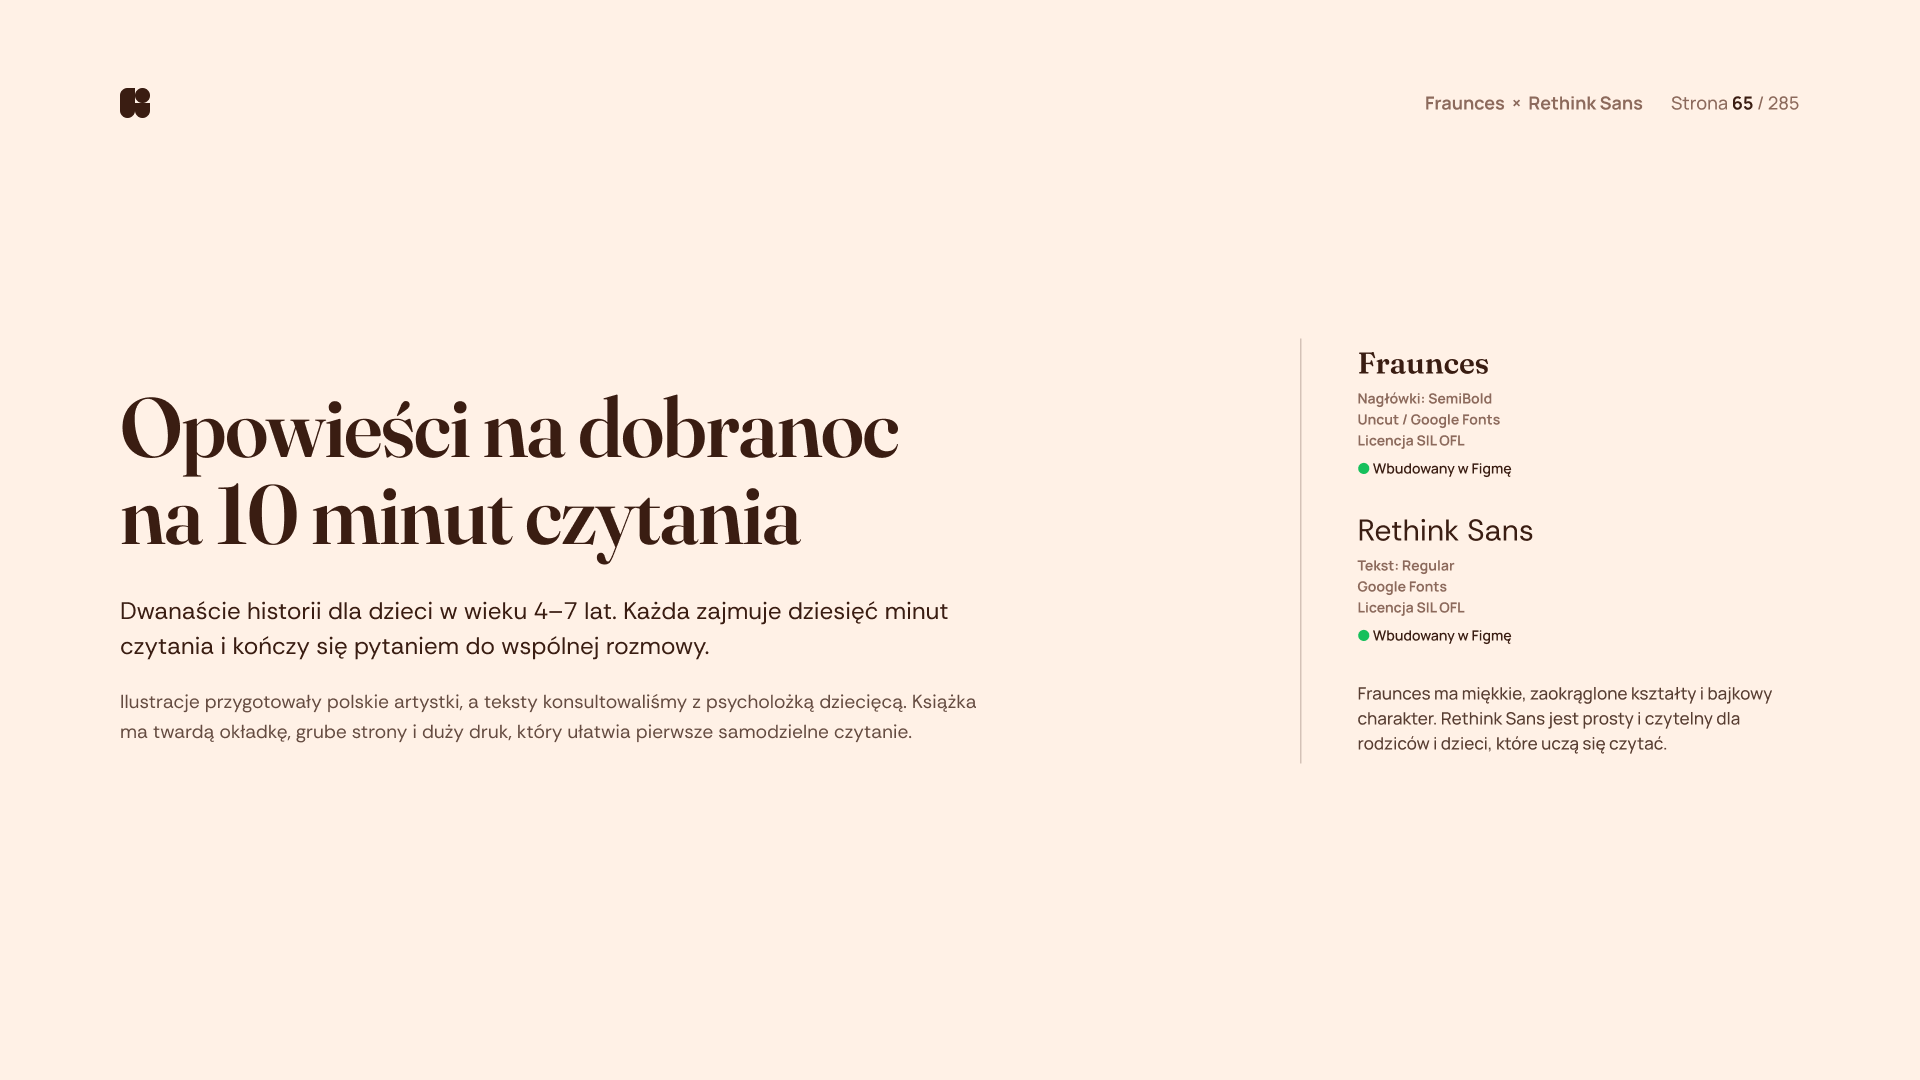 Fraunces × Rethink Sans Strona 65 / 285
Opowieści na dobranoc
na 10 minut czytania
Dwanaście historii dla dzieci w wieku 4–7 lat. Każda zajmuje dziesięć minut
czytania i kończy się pytaniem do wspólnej rozmowy.
Ilustracje przygotowały polskie artystki, a teksty konsultowaliśmy z psycholożką dziecięcą. Książka
ma twardą okładkę, grube strony i duży druk, który ułatwia pierwsze samodzielne czytanie.
Fraunces
Nagłówki: SemiBold
Uncut / Google Fonts
Licencja SIL OFL
Wbudowany w Figmę
Rethink Sans
Tekst: Regular
Google Fonts
Licencja SIL OFL
Wbudowany w Figmę
Fraunces ma miękkie, zaokrąglone kształty i bajkowy
charakter. Rethink Sans jest prosty i czytelny dla
rodziców i dzieci, które uczą się czytać.